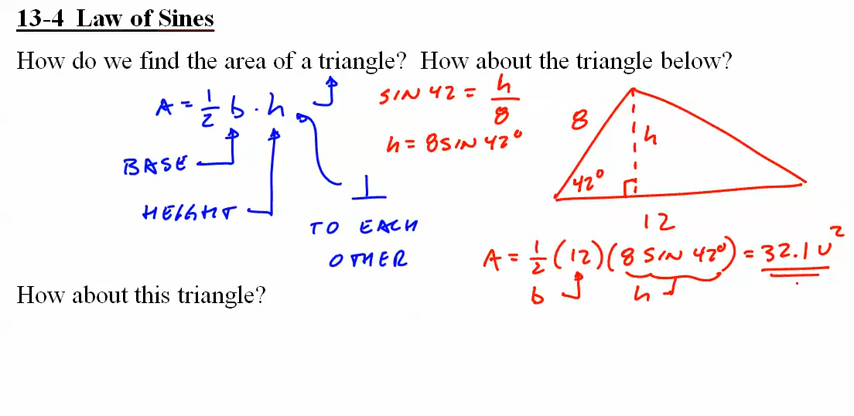 13-4 Law of Sines
How do we find the area of a triangle? How about the triangle below?
A = 1/2 b · h
BASE
HEIGHT
⊥
TO EACH
OTHER
SIN 42 = h/8
h = 8 SIN 42°
8
h
42°
12
A = 1/2 (12)(8 SIN 42°) = 32.1 U²
b
h
How about this triangle?